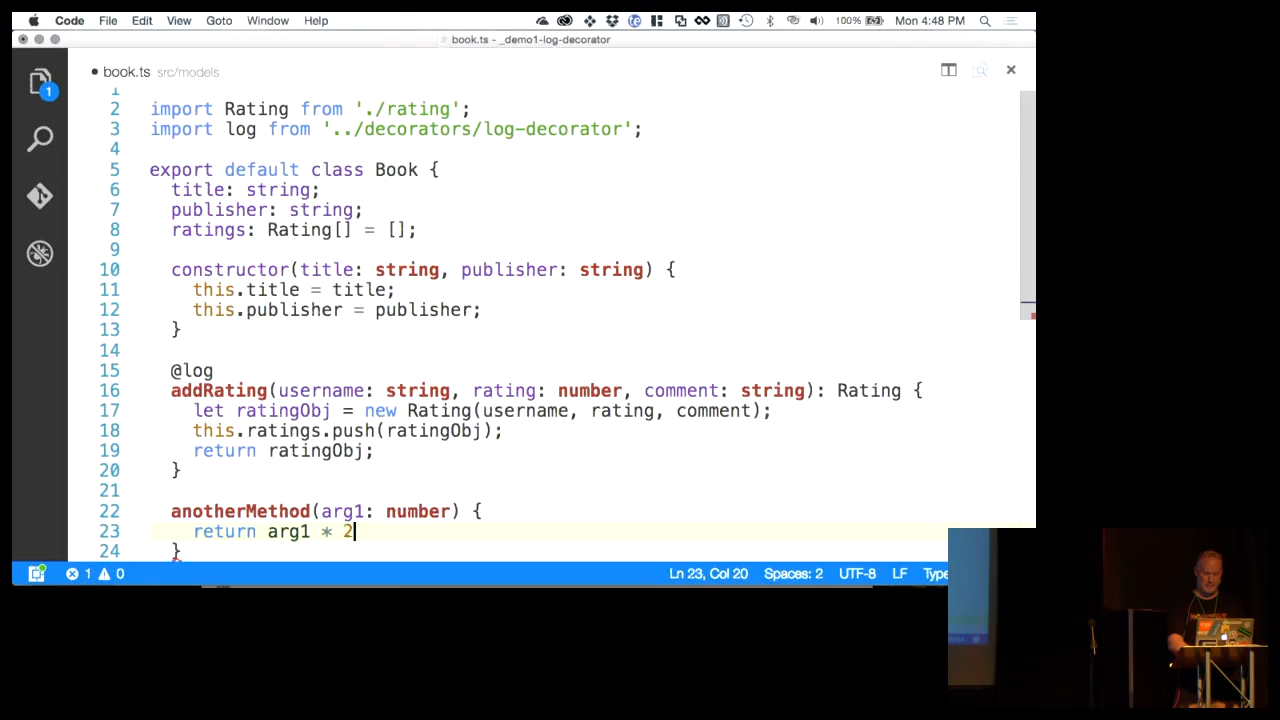 Code File Edit View Goto Window Help 100% Mon 4:48 PM
book.ts - _demo1-log-decorator
1
book.ts src/models
1
2 import Rating from './rating';
3 import log from '../decorators/log-decorator';
4
5 export default class Book {
6 title: string;
7 publisher: string;
8 ratings: Rating[] = [];
9
10 constructor(title: string, publisher: string) {
11 this.title = title;
12 this.publisher = publisher;
13 }
14
15 @log
16 addRating(username: string, rating: number, comment: string): Rating {
17 let ratingObj = new Rating(username, rating, comment);
18 this.ratings.push(ratingObj);
19 return ratingObj;
20 }
21
22 anotherMethod(arg1: number) {
23 return arg1 * 2
24 }
1 0 Ln 23, Col 20 Spaces: 2 UTF-8 LF Type